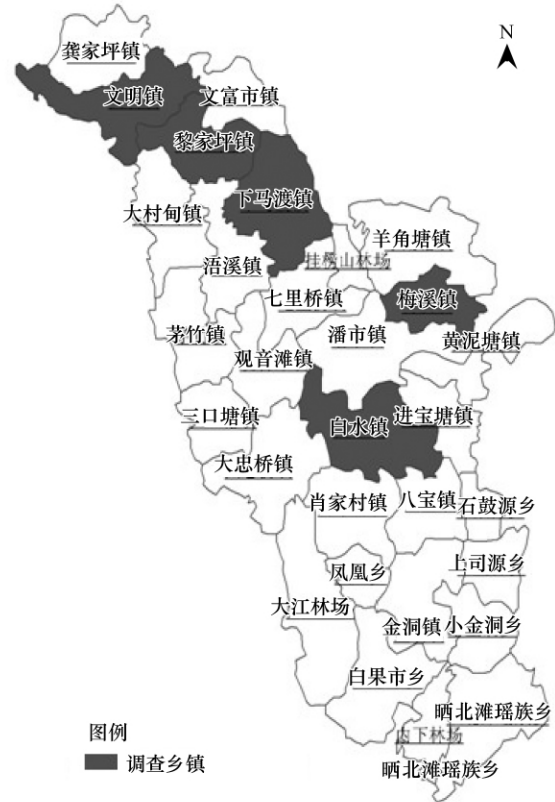 N
龚家坪镇
文明镇
文富市镇
黎家坪镇
下马渡镇
大村甸镇
羊角塘镇
挂榜山林场
浯溪镇
七里桥镇
梅溪镇
茅竹镇
潘市镇
黄泥塘镇
观音滩镇
三口塘镇
白水镇
进宝塘镇
大忠桥镇
肖家村镇
八宝镇
石鼓源乡
凤凰乡
上司源乡
大江林场
金洞镇
小金洞乡
白果市乡
晒北滩瑶族乡
内下林场
晒北滩瑶族乡
图例
调查乡镇